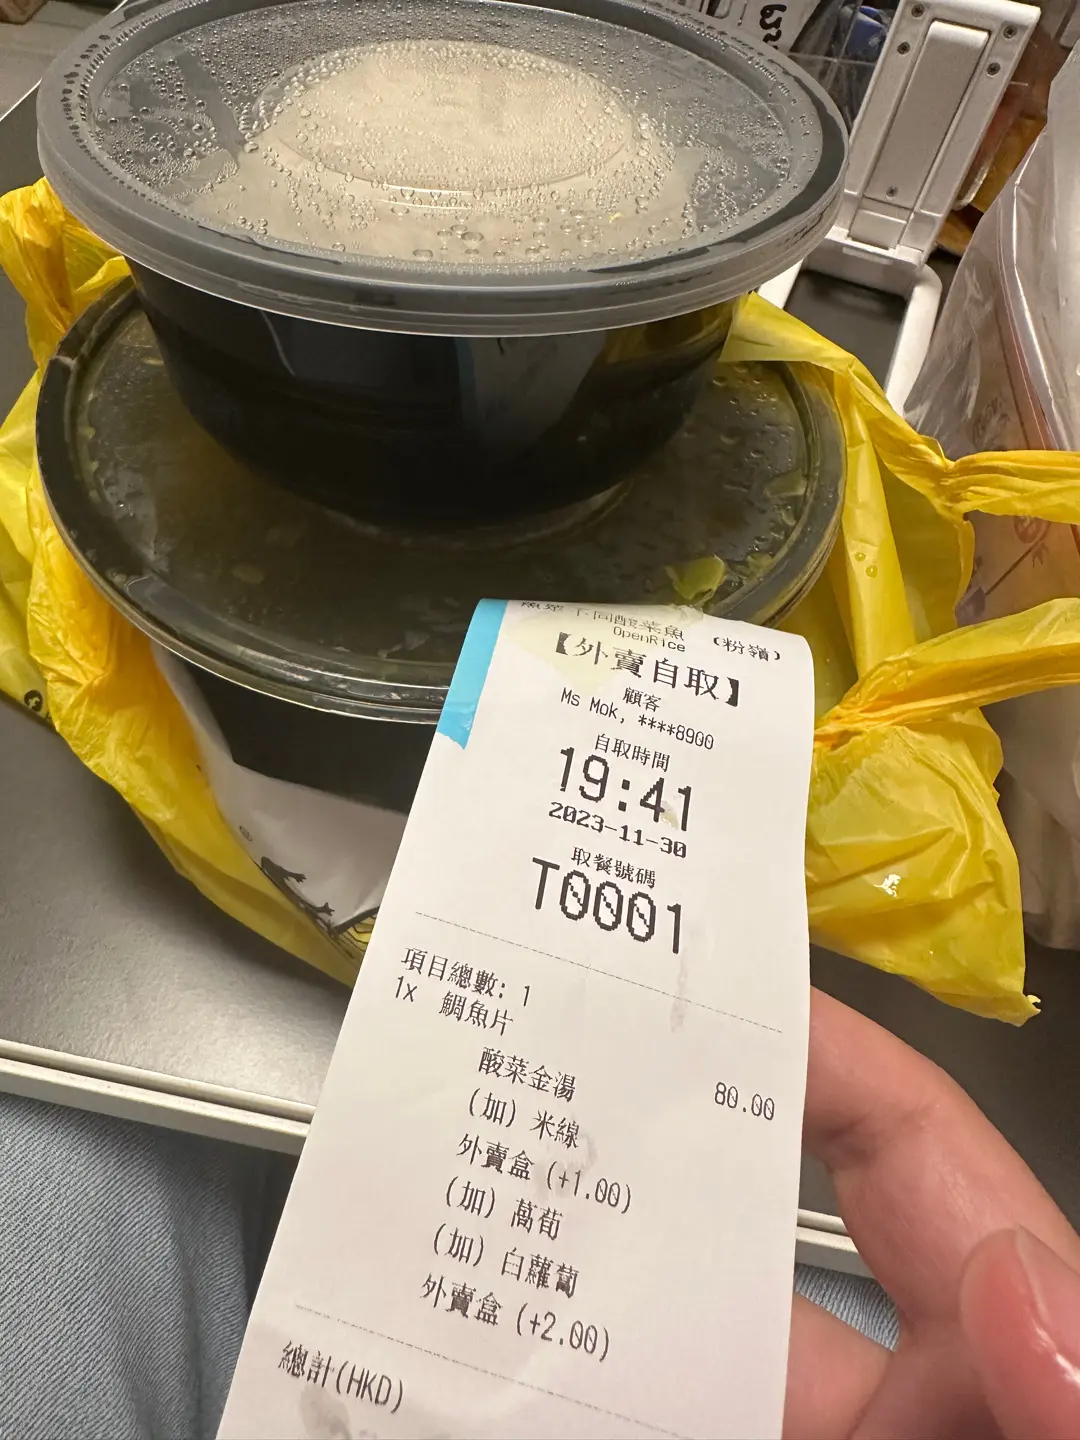 不同酸菜魚 (粉嶺)
OpenRice
【外賣自取】
顧客
Ms Mok, ****8900
自取時間
19:41
2023-11-30
取餐號碼
T0001
項目總數: 1
1x 鯛魚片
80.00
酸菜金湯
(加) 米線
外賣盒 (+1.00)
(加) 萵荀
(加) 白蘿蔔
外賣盒 (+2.00)
總計(HKD)